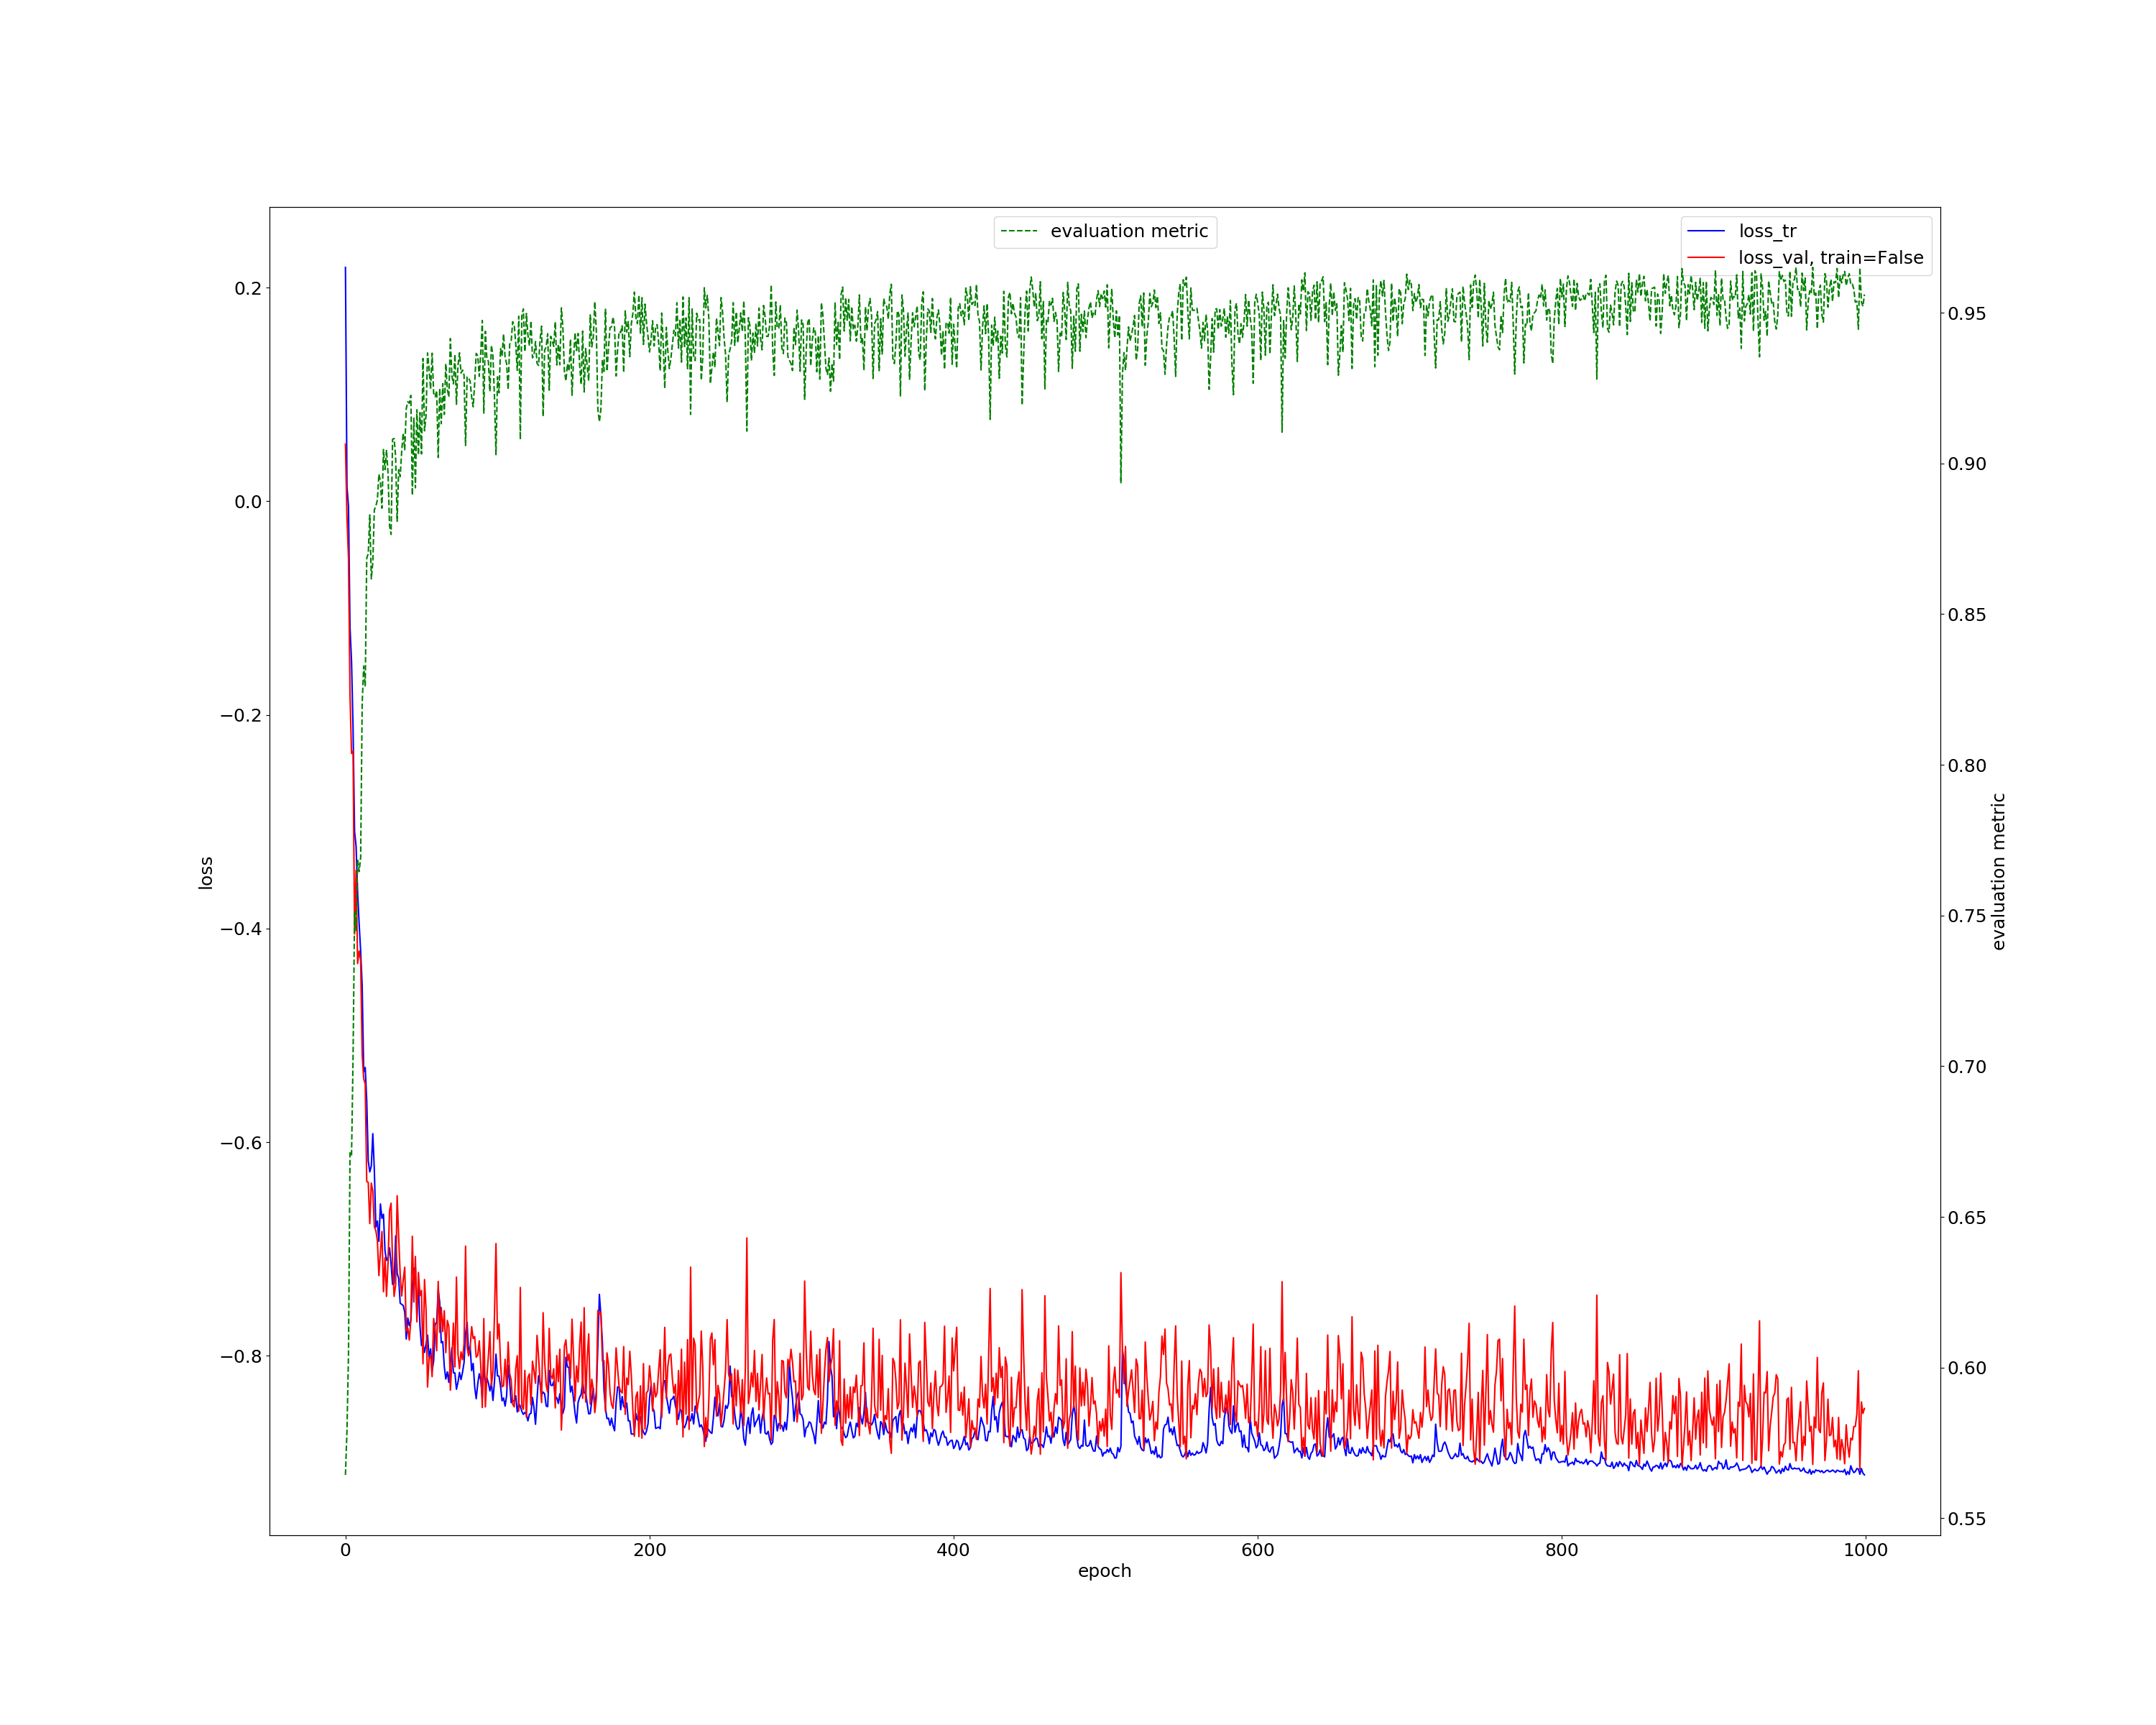 evaluation metric
loss_tr
loss_val, train=False
0.2
0.0
−0.2
−0.4
−0.6
−0.8
loss
0.95
0.90
0.85
0.80
0.75
0.70
0.65
0.60
0.55
evaluation metric
0 200 400 600 800 1000
epoch